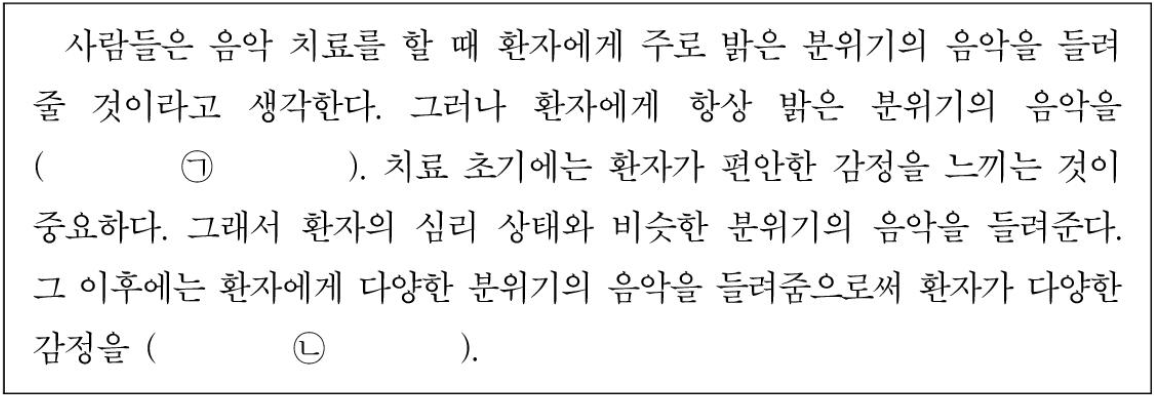 사람들은 음악 치료를 할 때 환자에게 주로 밝은 분위기의 음악을 들려
줄 것이라고 생각한다. 그러나 환자에게 항상 밝은 분위기의 음악을
( ㉠ ). 치료 초기에는 환자가 편안한 감정을 느끼는 것이
중요하다. 그래서 환자의 심리 상태와 비슷한 분위기의 음악을 들려준다.
그 이후에는 환자에게 다양한 분위기의 음악을 들려줌으로써 환자가 다양한
감정을 ( ㉡ ).